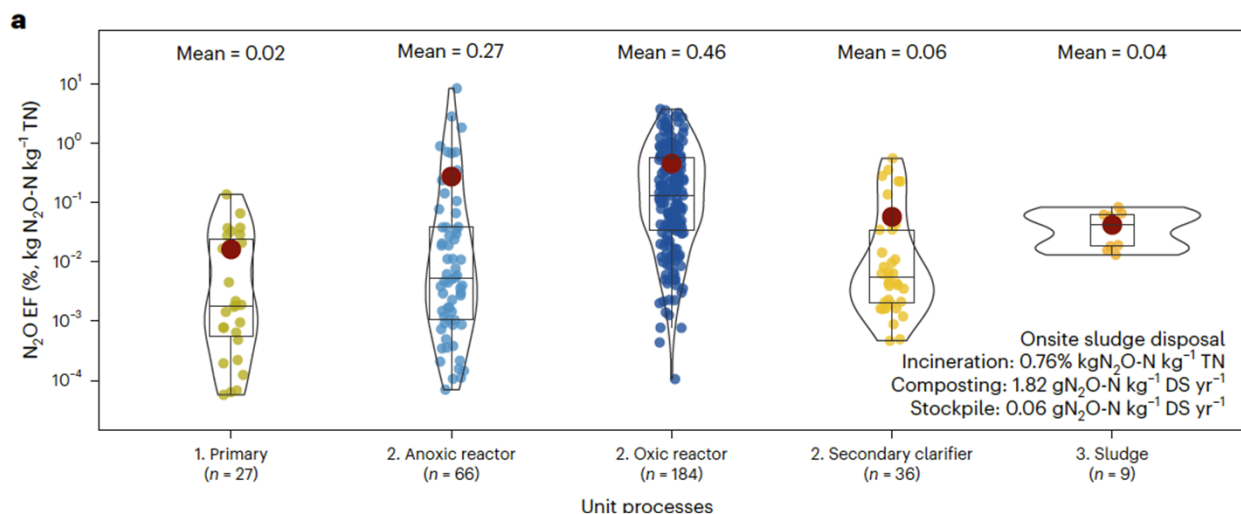 a
Mean = 0.02 Mean = 0.27 Mean = 0.46 Mean = 0.06 Mean = 0.04
N₂O EF (%, kg N₂O-N kg⁻¹ TN)
10¹
10⁰
10⁻¹
10⁻²
10⁻³
10⁻⁴
Onsite sludge disposal
Incineration: 0.76% kgN₂O-N kg⁻¹ TN
Composting: 1.82 gN₂O-N kg⁻¹ DS yr⁻¹
Stockpile: 0.06 gN₂O-N kg⁻¹ DS yr⁻¹
1. Primary 2. Anoxic reactor 2. Oxic reactor 2. Secondary clarifier 3. Sludge
(n = 27) (n = 66) (n = 184) (n = 36) (n = 9)
Unit processes